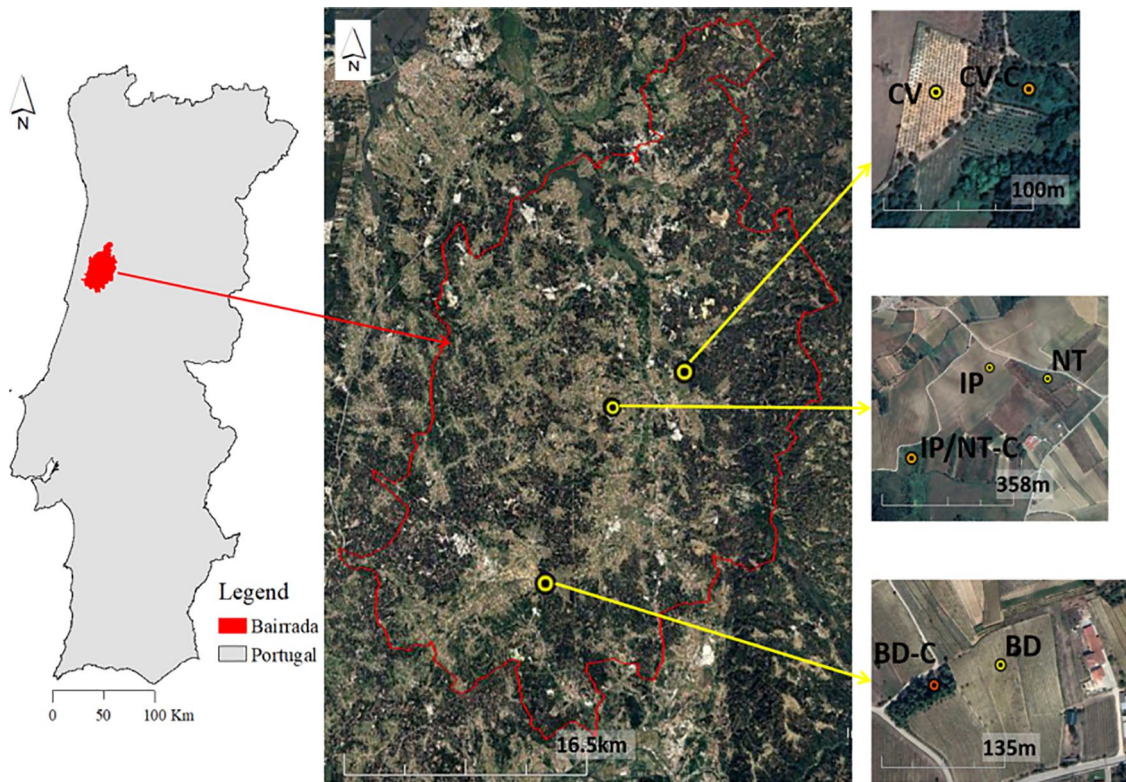 N
Legend
Bairrada
Portugal
0 50 100 Km
N
16.5km
CV
CV-C
100m
IP
NT
IP/NT-C
358m
BD-C
BD
135m